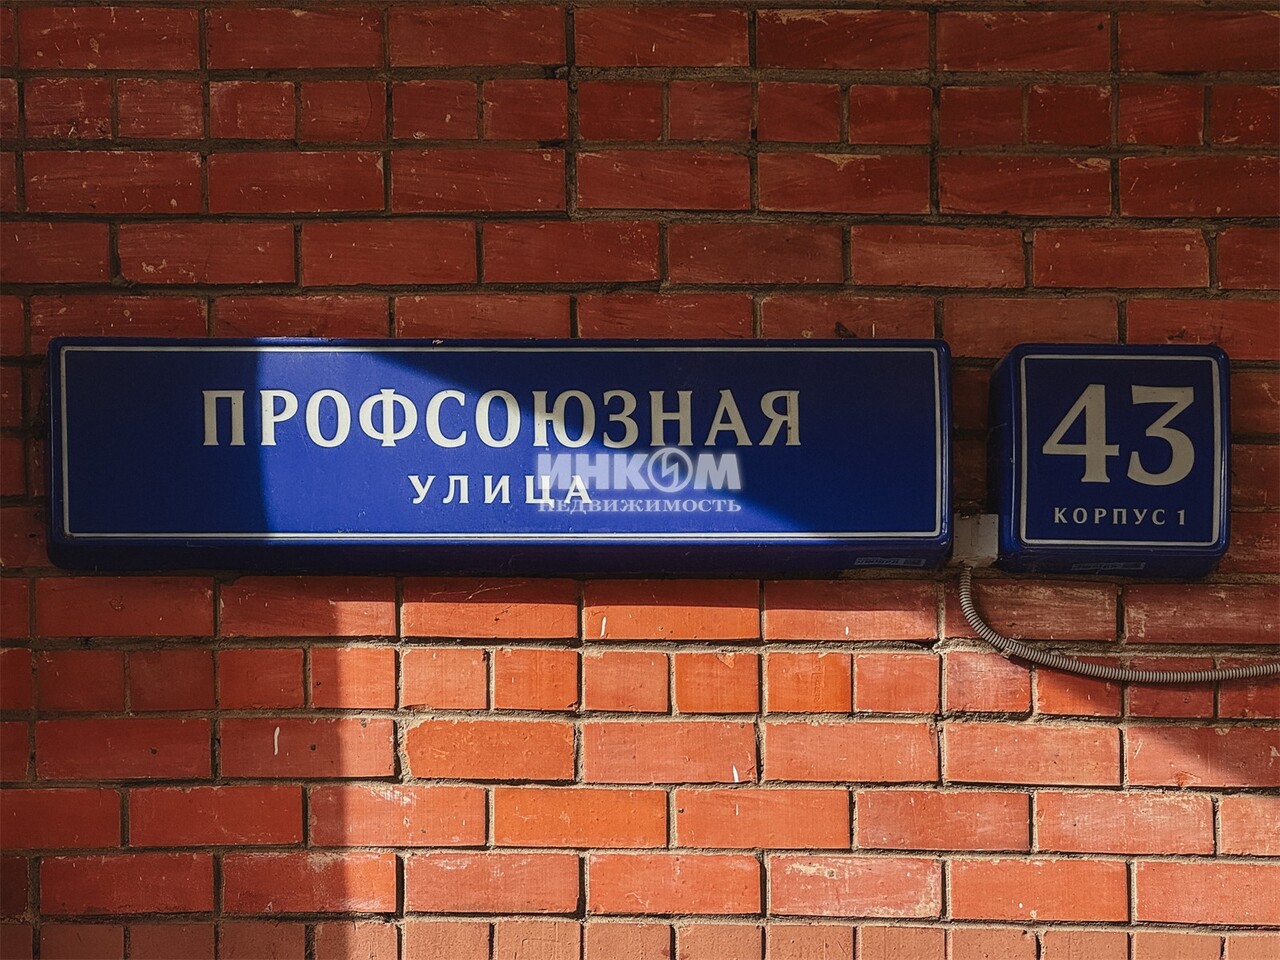 ПРОФСОЮЗНАЯ
УЛИЦА
43
КОРПУС 1
ИНКОМ
НЕДВИЖИМОСТЬ